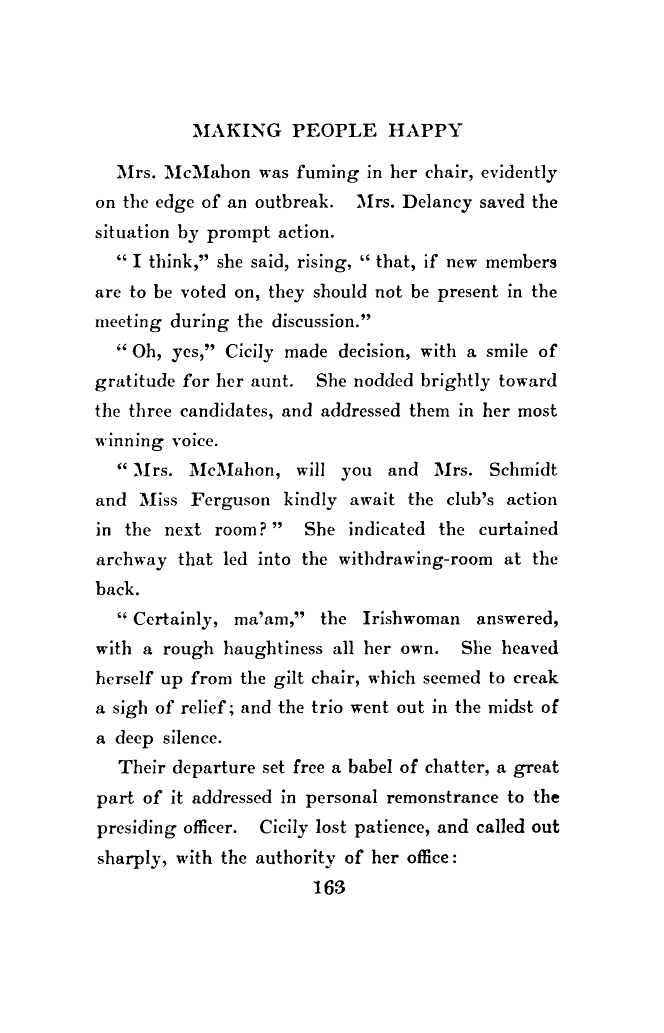 MAKING PEOPLE HAPPY
Mrs. McMahon was fuming in her chair, evidently
on the edge of an outbreak. Mrs. Delancy saved the
situation by prompt action.
“ I think,” she said, rising, “ that, if new members
are to be voted on, they should not be present in the
meeting during the discussion.”
“ Oh, yes,” Cicily made decision, with a smile of
gratitude for her aunt. She nodded brightly toward
the three candidates, and addressed them in her most
winning voice.
“ Mrs. McMahon, will you and Mrs. Schmidt
and Miss Ferguson kindly await the club’s action
in the next room? ” She indicated the curtained
archway that led into the withdrawing-room at the
back.
“ Certainly, ma’am,” the Irishwoman answered,
with a rough haughtiness all her own. She heaved
herself up from the gilt chair, which seemed to creak
a sigh of relief; and the trio went out in the midst of
a deep silence.
Their departure set free a babel of chatter, a great
part of it addressed in personal remonstrance to the
presiding officer. Cicily lost patience, and called out
sharply, with the authority of her office:
163